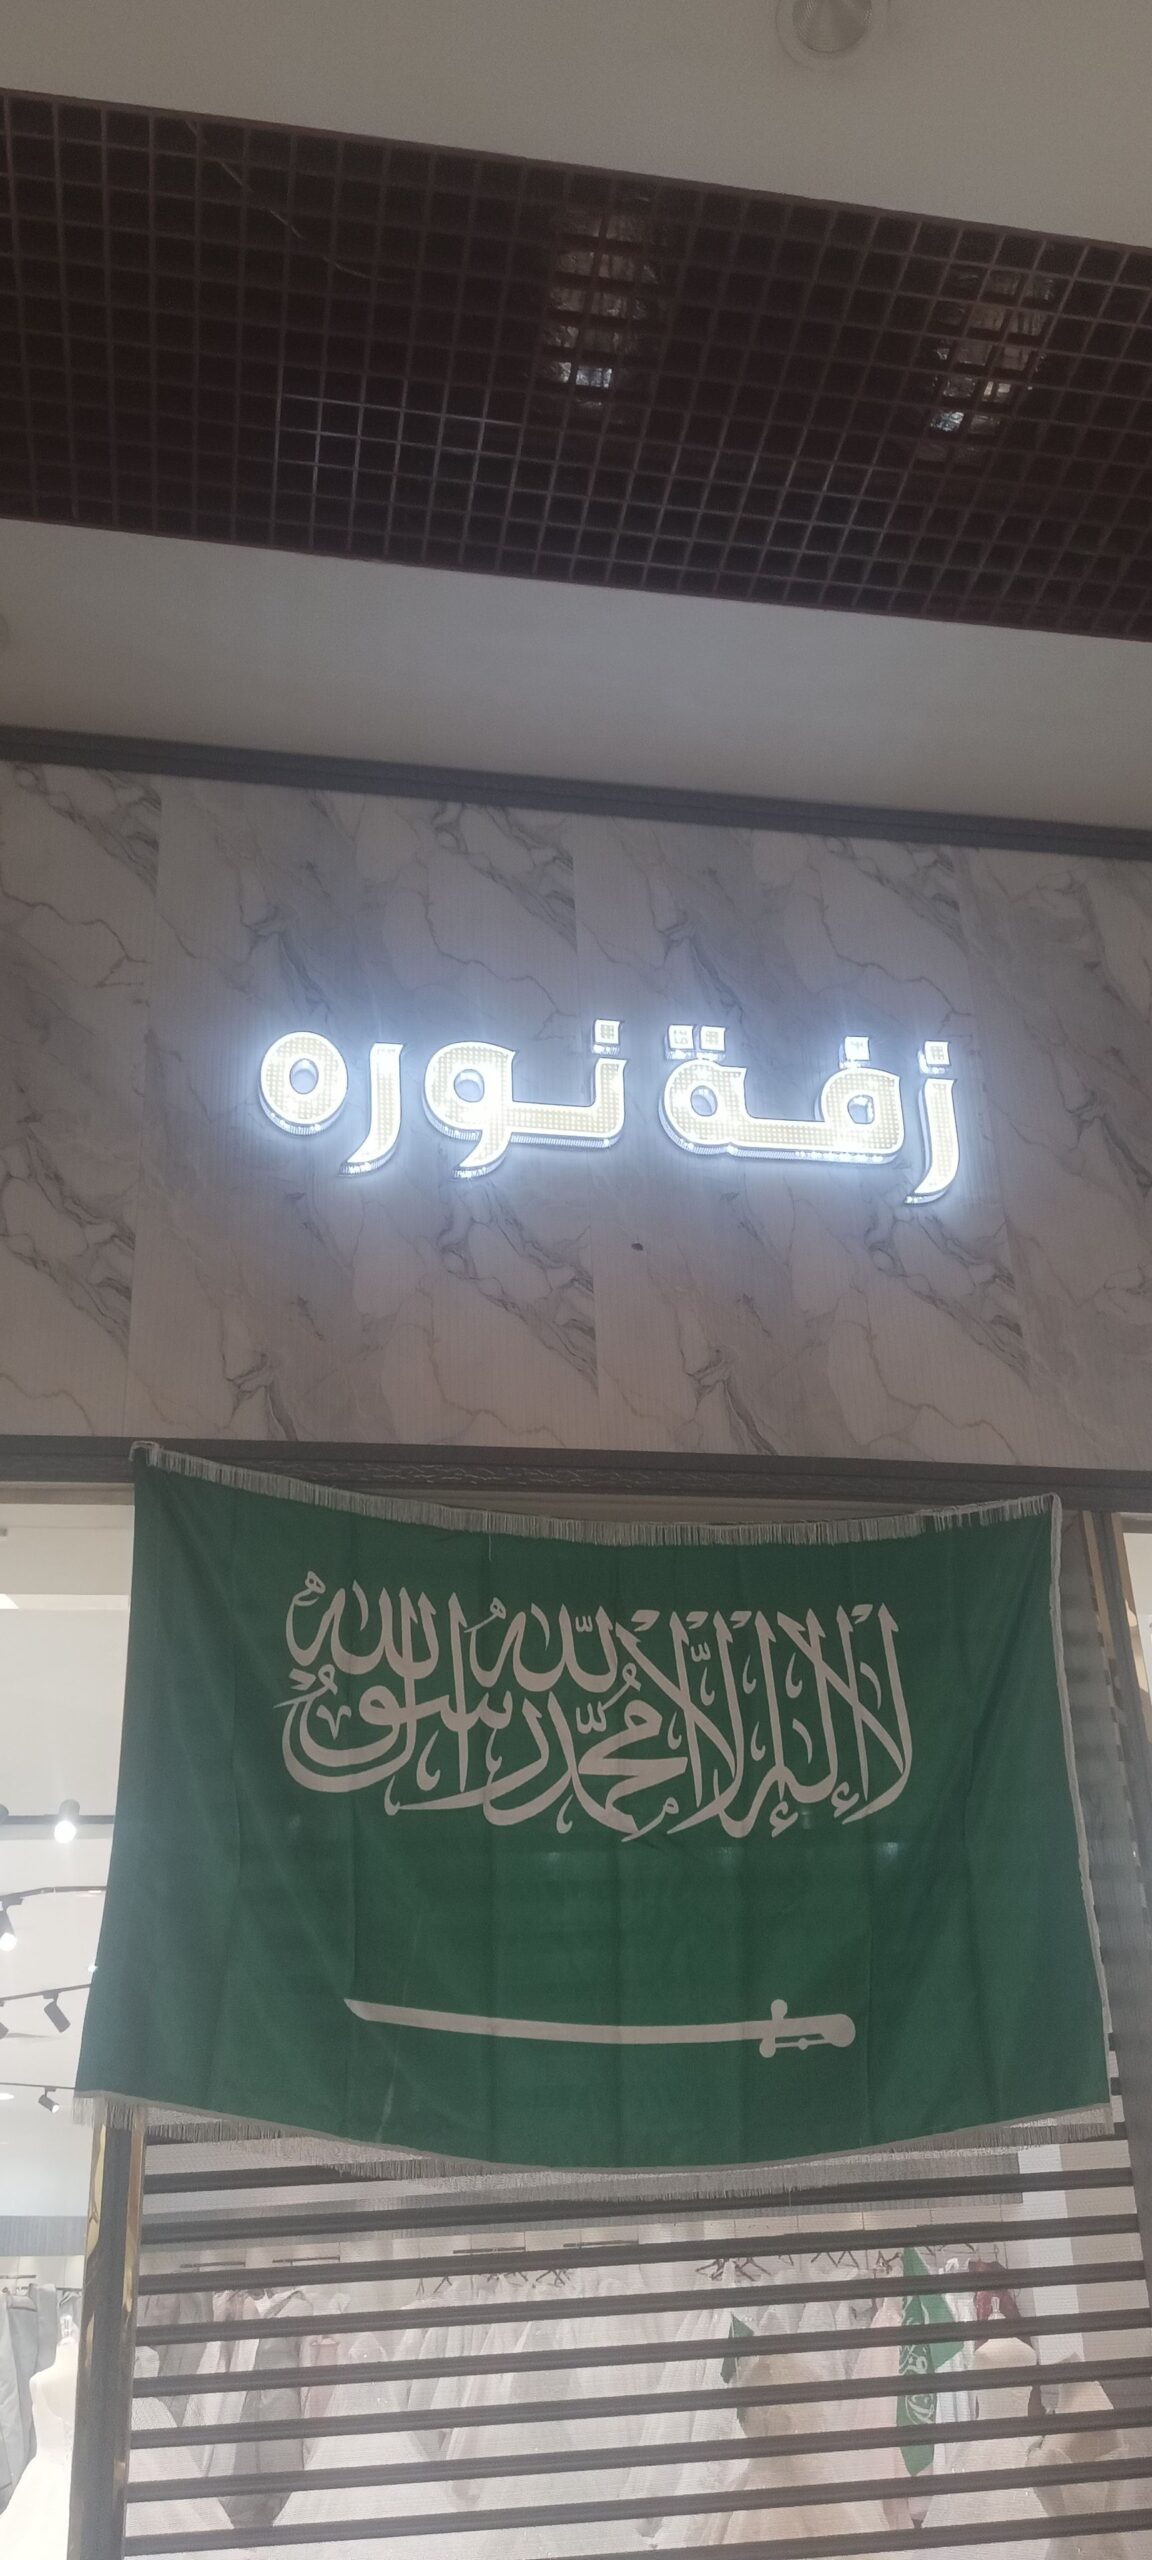 زفة نوره
لا إله إلا الله محمد رسول الله